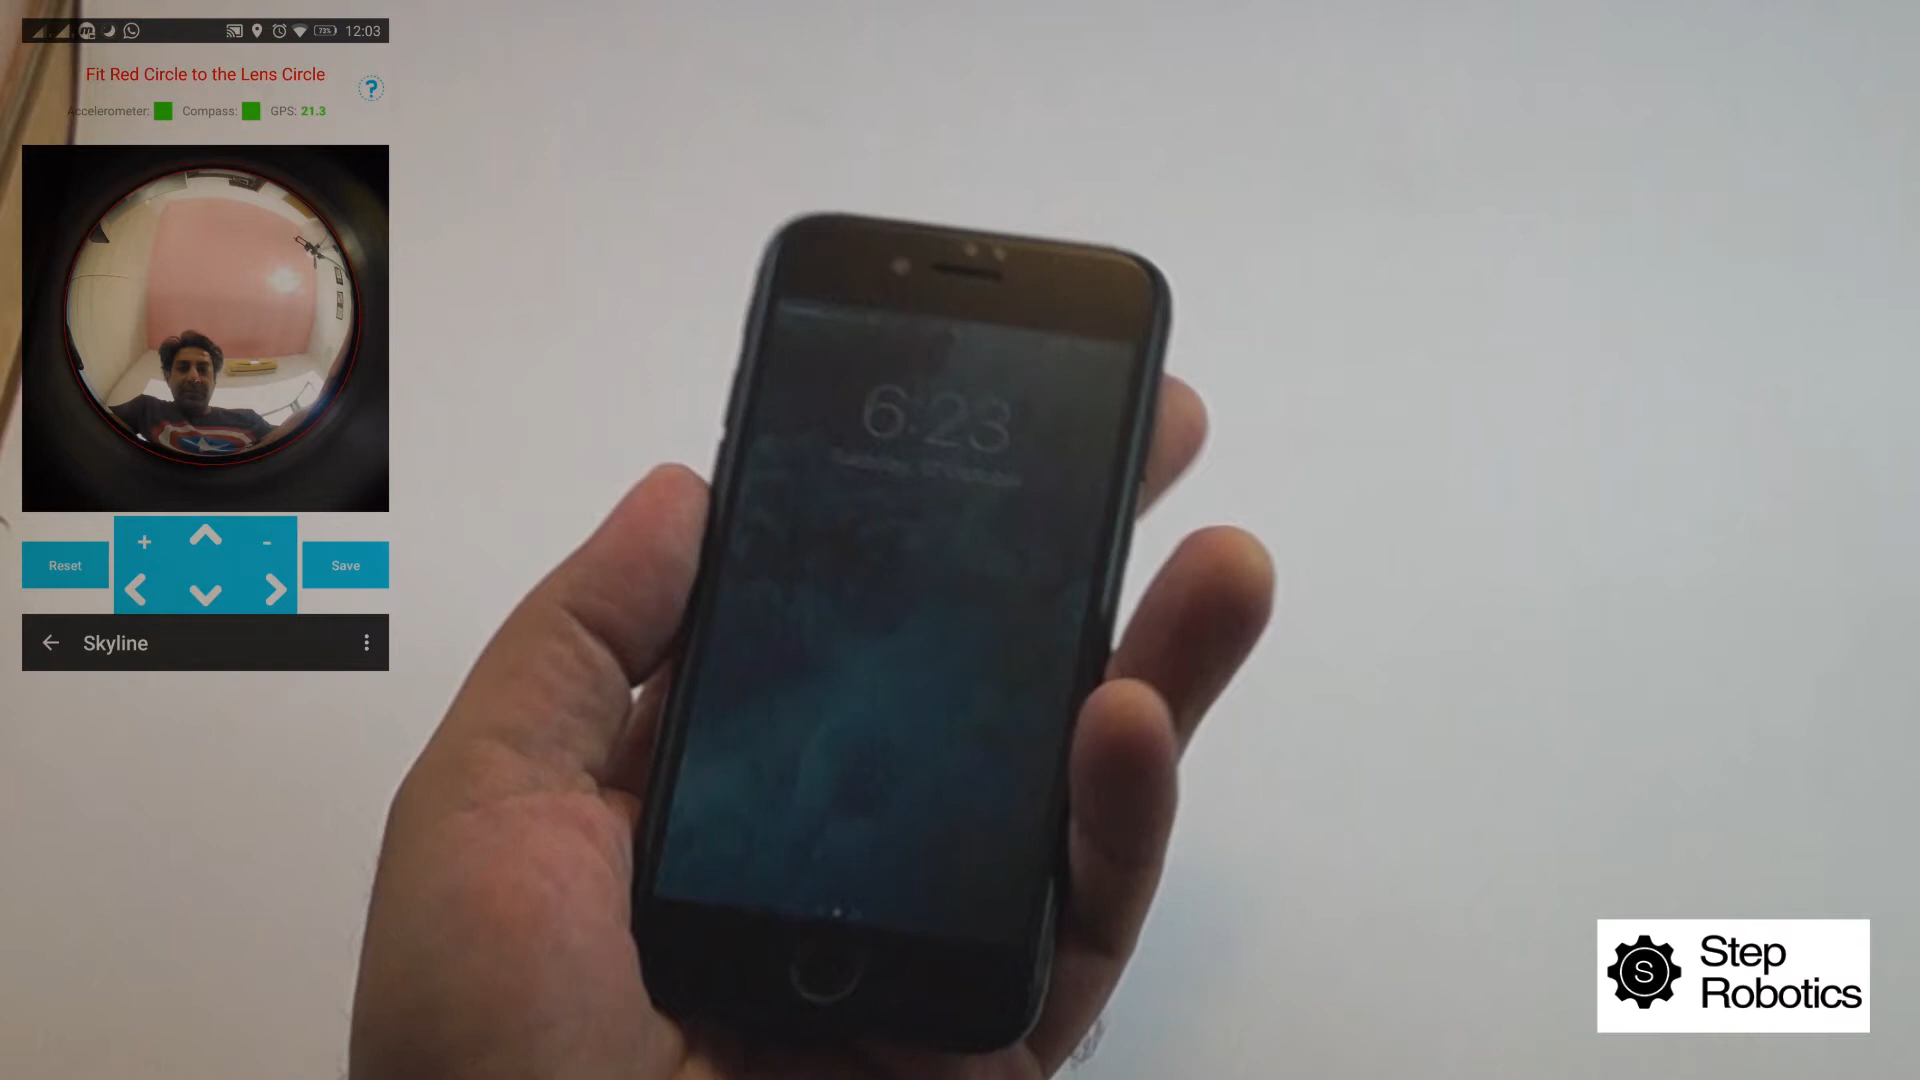 73% 12:03
Fit Red Circle to the Lens Circle
?
Accelerometer: Compass: GPS: 21.3
+ -
Reset Save
Skyline
6:23
S Step
Robotics